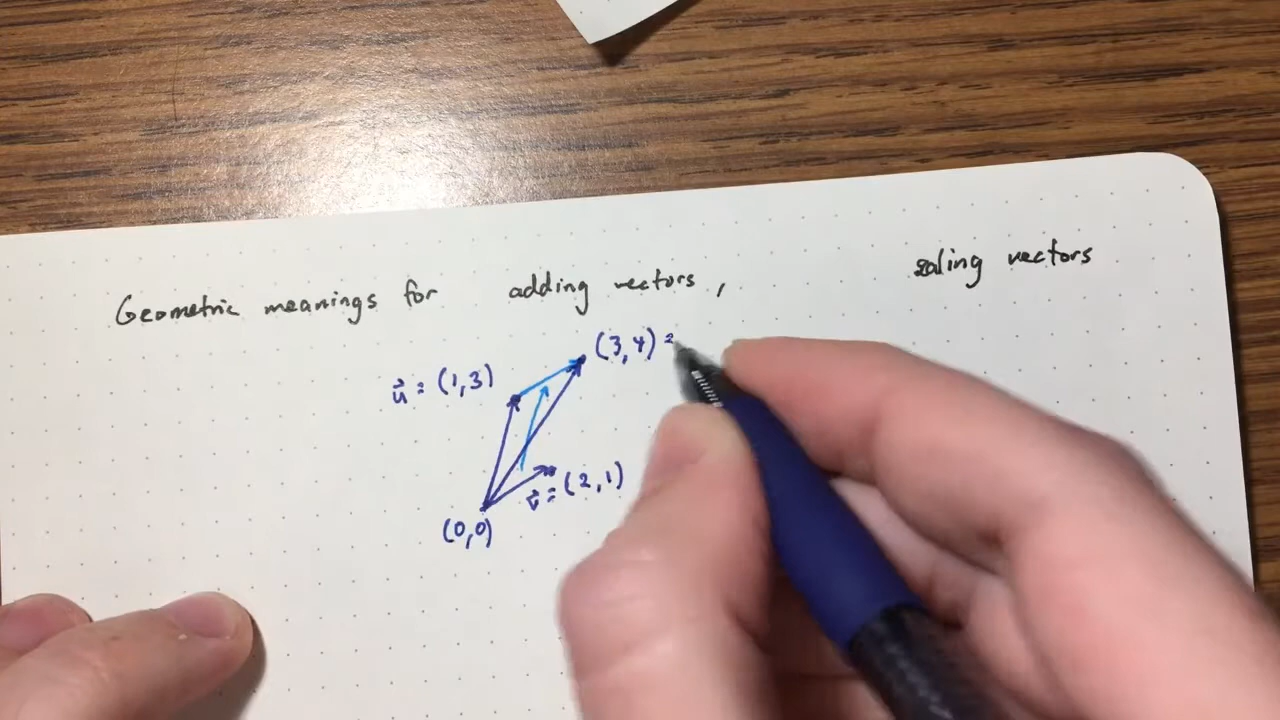 Geometric meanings for adding vectors, scaling vectors
(3,4) =
u⃗ = (1,3)
v⃗ = (2,1)
(0,0)